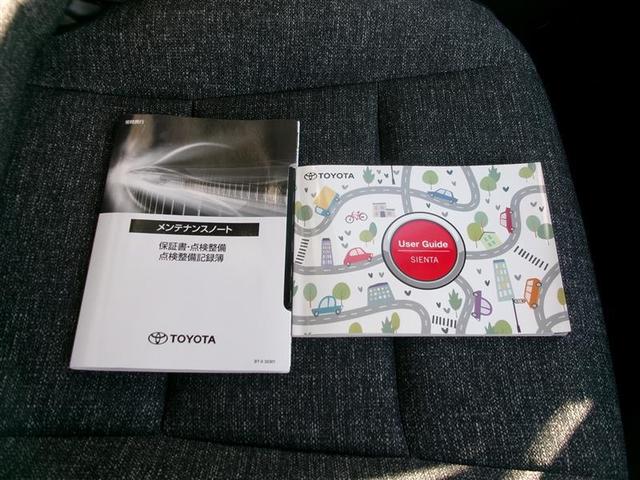 メンテナンスノート
保証書・点検整備
点検整備記録簿
TOYOTA
TOYOTA
User Guide
SIENTA